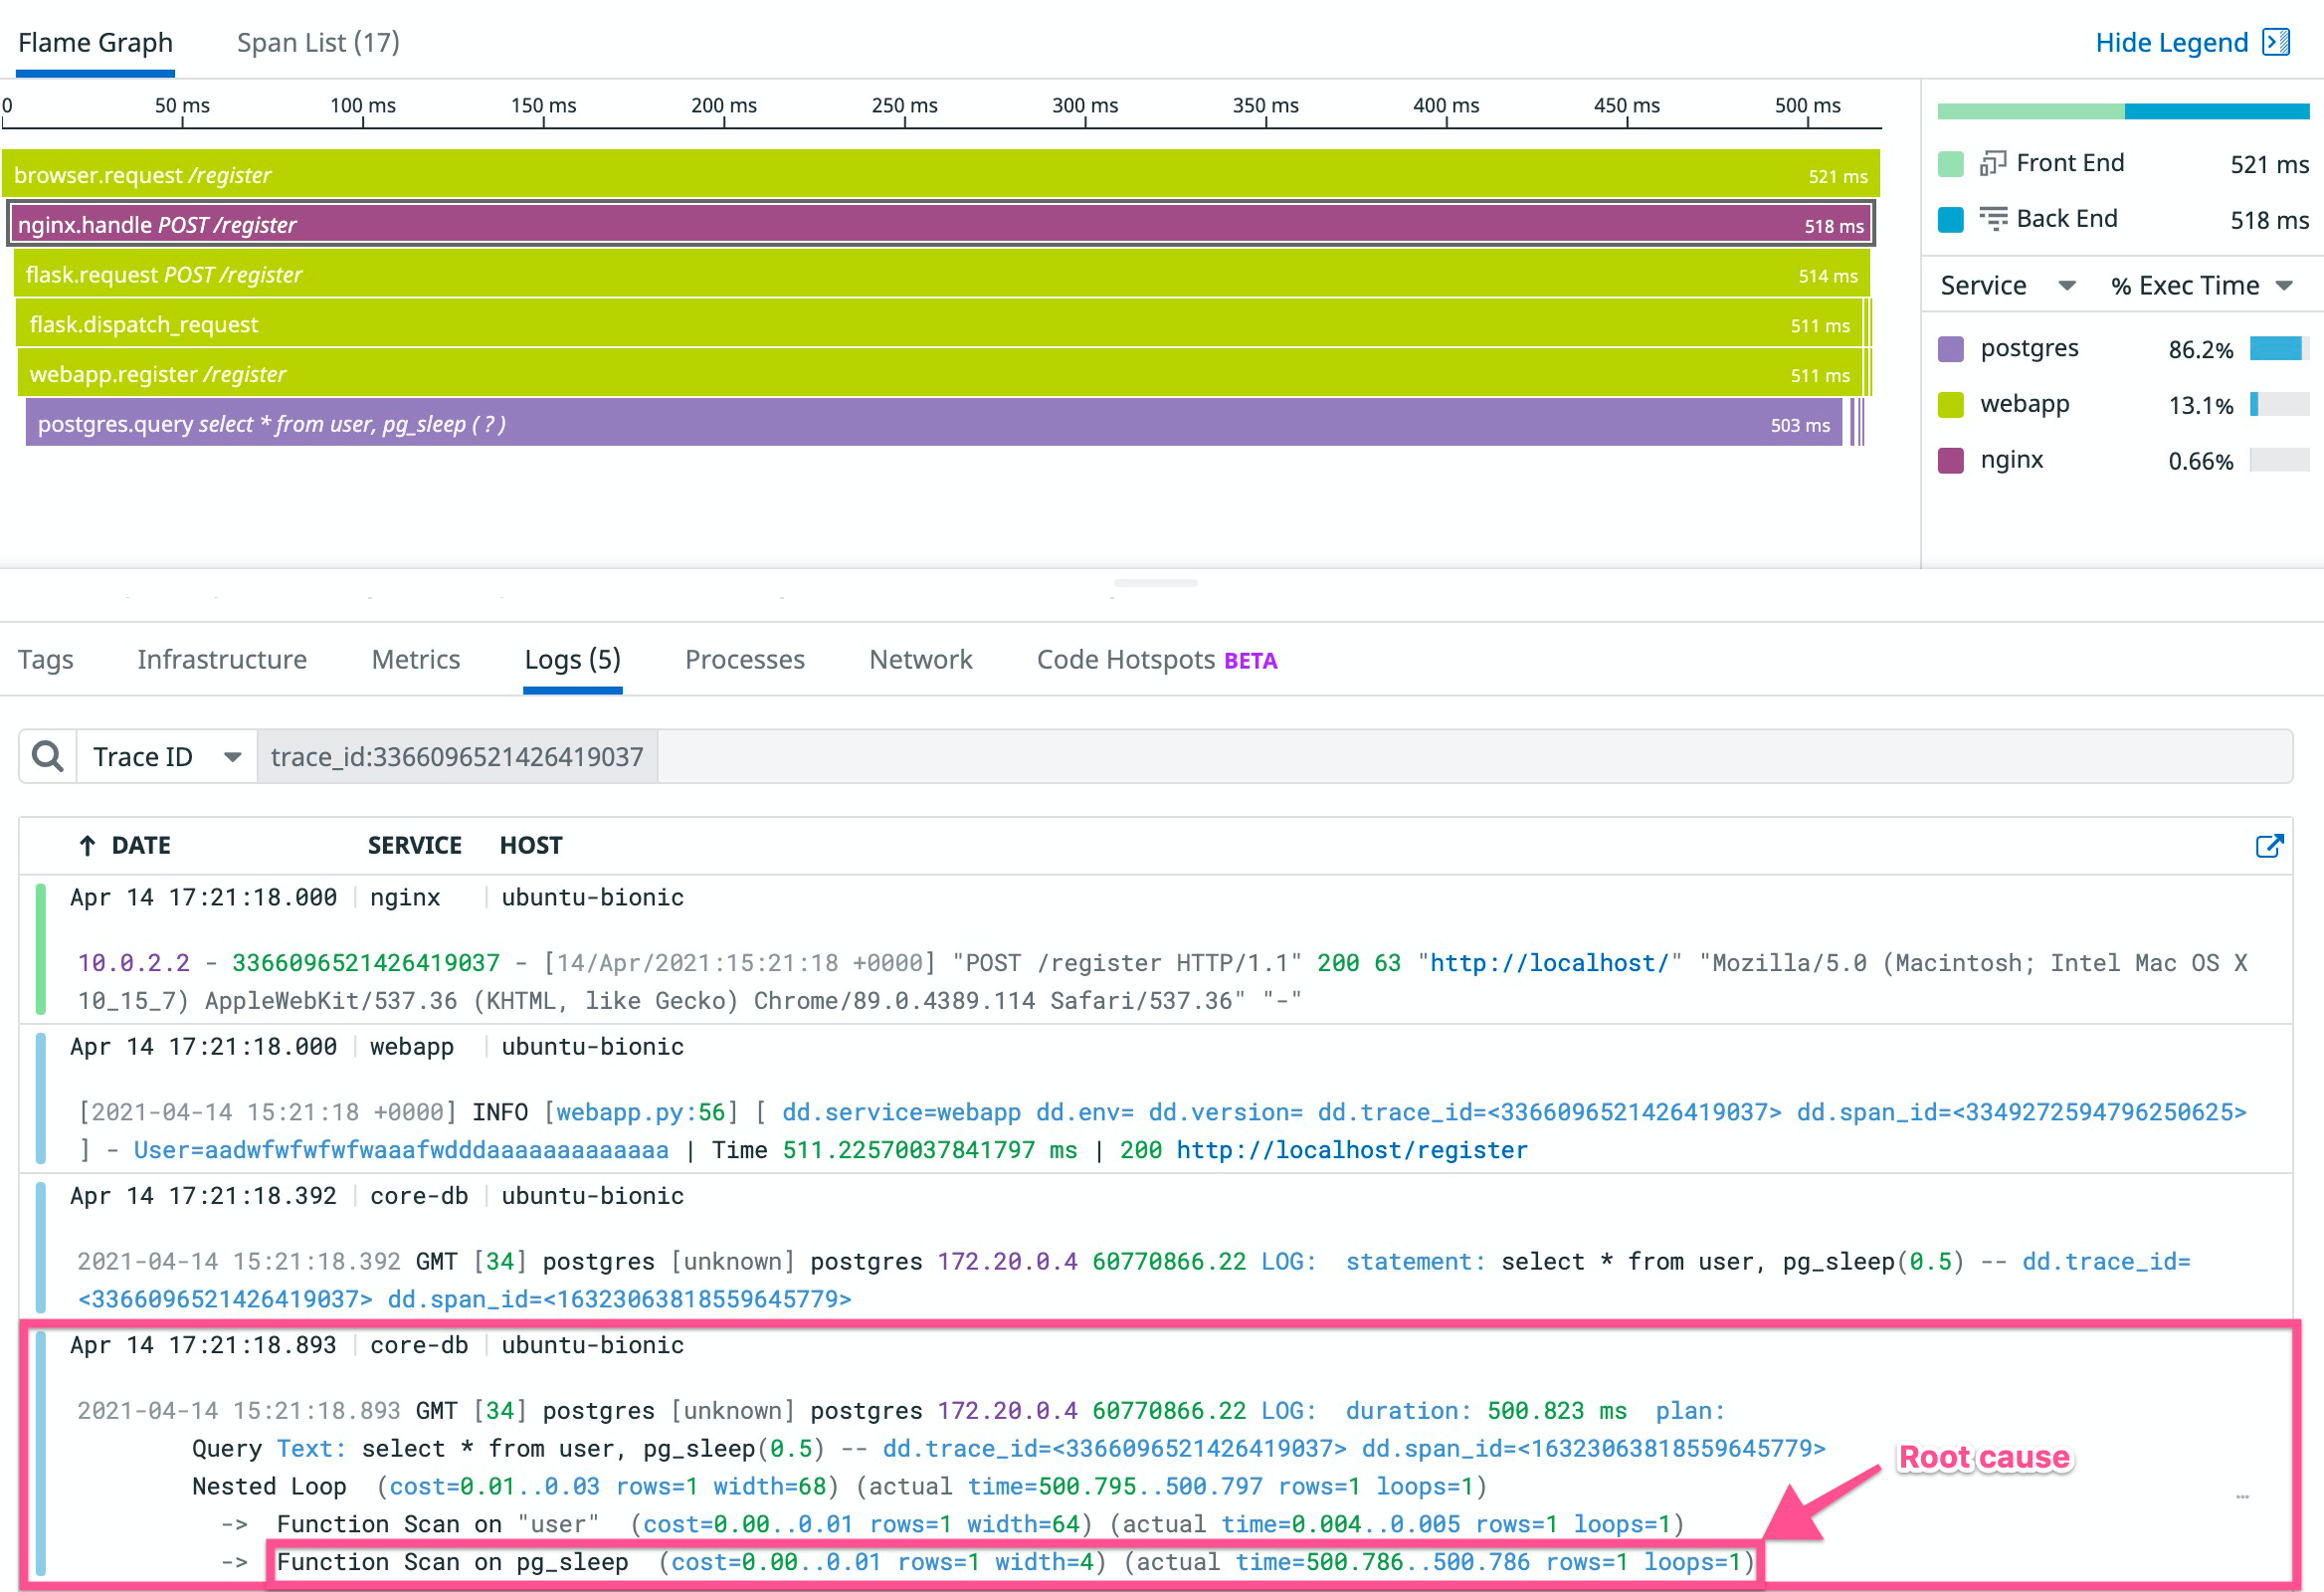 Flame Graph
Span List (17)
Hide Legend
0 50 ms 100 ms 150 ms 200 ms 250 ms 300 ms 350 ms 400 ms 450 ms 500 ms
browser.request /register 521 ms
nginx.handle POST /register 518 ms
flask.request POST /register 514 ms
flask.dispatch_request 511 ms
webapp.register /register 511 ms
postgres.query select * from user, pg_sleep ( ? ) 503 ms
Front End 521 ms
Back End 518 ms
Service % Exec Time
postgres 86.2%
webapp 13.1%
nginx 0.66%
Tags Infrastructure Metrics Logs (5) Processes Network Code Hotspots BETA
Trace ID trace_id:3366096521426419037
DATE SERVICE HOST
Apr 14 17:21:18.000 nginx ubuntu-bionic
10.0.2.2 - 3366096521426419037 - [14/Apr/2021:15:21:18 +0000] "POST /register HTTP/1.1" 200 63 "http://localhost/" "Mozilla/5.0 (Macintosh; Intel Mac OS X
10_15_7) AppleWebKit/537.36 (KHTML, like Gecko) Chrome/89.0.4389.114 Safari/537.36" "-"
Apr 14 17:21:18.000 webapp ubuntu-bionic
[2021-04-14 15:21:18 +0000] INFO [webapp.py:56] [ dd.service=webapp dd.env= dd.version= dd.trace_id=<3366096521426419037> dd.span_id=<3349272594796250625>
] - User=aadwfwfwfwfwaaafwdddaaaaaaaaaaaaa | Time 511.22570037841797 ms | 200 http://localhost/register
Apr 14 17:21:18.392 core-db ubuntu-bionic
2021-04-14 15:21:18.392 GMT [34] postgres [unknown] postgres 172.20.0.4 60770866.22 LOG: statement: select * from user, pg_sleep(0.5) -- dd.trace_id=
<3366096521426419037> dd.span_id=<16323063818559645779>
Apr 14 17:21:18.893 core-db ubuntu-bionic
2021-04-14 15:21:18.893 GMT [34] postgres [unknown] postgres 172.20.0.4 60770866.22 LOG: duration: 500.823 ms plan:
Query Text: select * from user, pg_sleep(0.5) -- dd.trace_id=<3366096521426419037> dd.span_id=<16323063818559645779>
Root cause
Nested Loop (cost=0.01..0.03 rows=1 width=68) (actual time=500.795..500.797 rows=1 loops=1)
-> Function Scan on "user" (cost=0.00..0.01 rows=1 width=64) (actual time=0.004..0.005 rows=1 loops=1)
-> Function Scan on pg_sleep (cost=0.00..0.01 rows=1 width=4) (actual time=500.786..500.786 rows=1 loops=1)